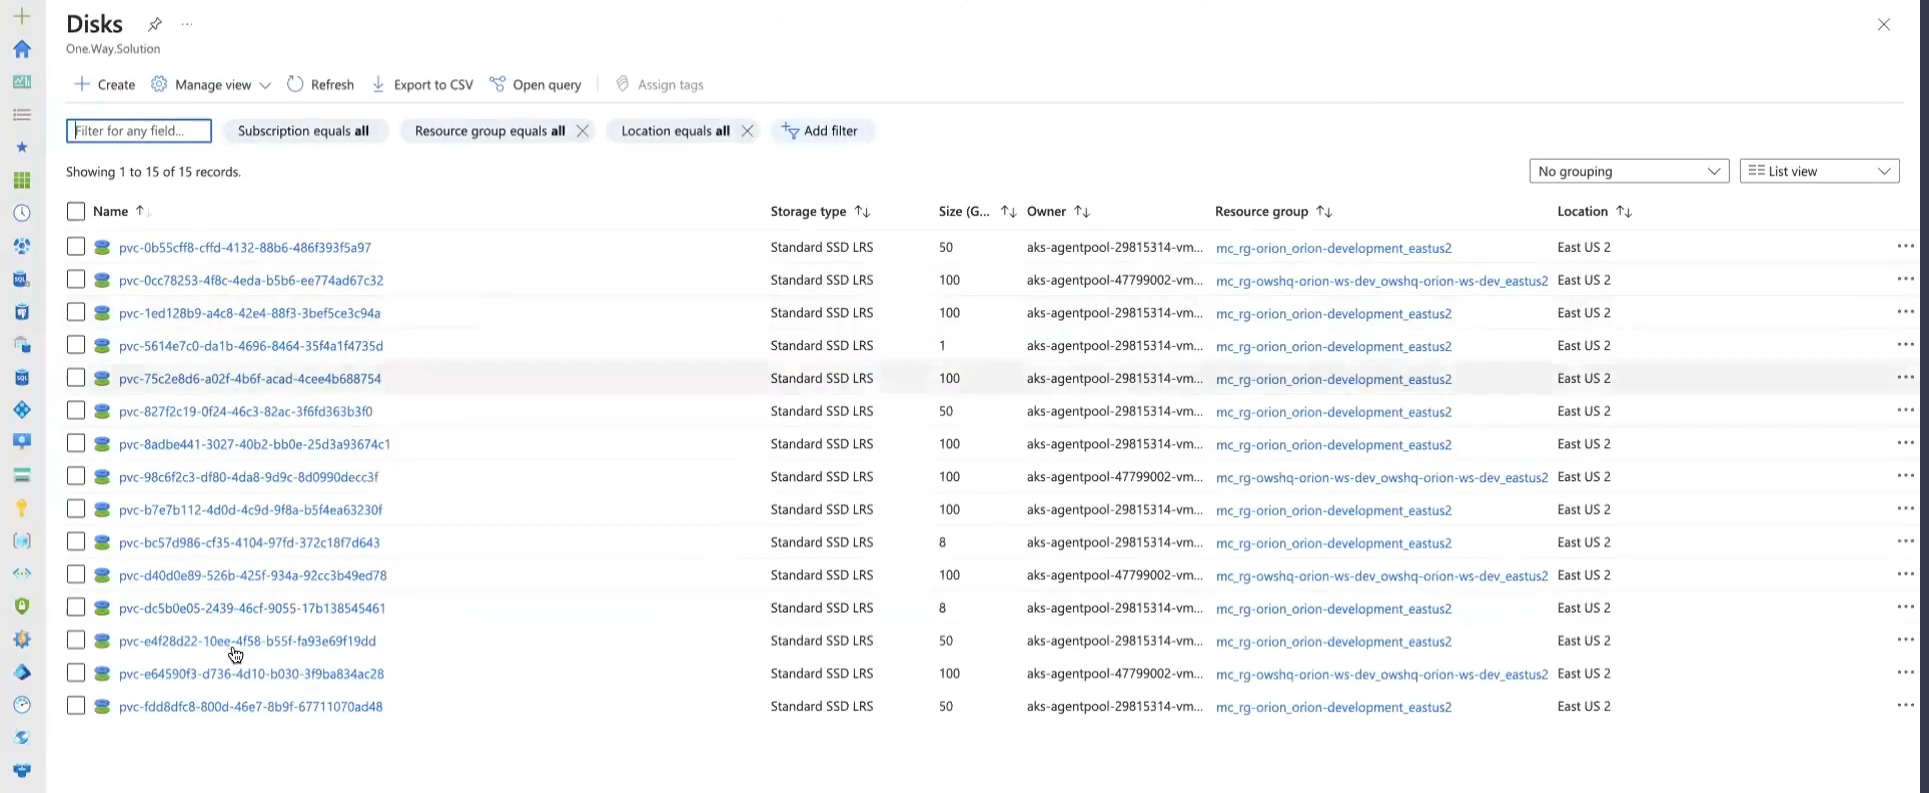 Disks
One.Way.Solution
Create Manage view Refresh Export to CSV Open query Assign tags
Filter for any field... Subscription equals all Resource group equals all Location equals all Add filter
Showing 1 to 15 of 15 records. No grouping List view
Name Storage type Size (G... Owner Resource group Location
pvc-0b55cff8-cffd-4132-88b6-486f393f5a97 Standard SSD LRS 50 aks-agentpool-29815314-vm... mc_rg-orion_orion-development_eastus2 East US 2
pvc-0cc78253-4f8c-4eda-b5b6-ee774ad67c32 Standard SSD LRS 100 aks-agentpool-47799002-vm... mc_rg-owshq-orion-ws-dev_owshq-orion-ws-dev_eastus2 East US 2
pvc-1ed128b9-a4c8-42e4-88f3-3bef5ce3c94a Standard SSD LRS 100 aks-agentpool-29815314-vm... mc_rg-orion_orion-development_eastus2 East US 2
pvc-5614e7c0-da1b-4696-8464-35f4a1f4735d Standard SSD LRS 1 aks-agentpool-29815314-vm... mc_rg-orion_orion-development_eastus2 East US 2
pvc-75c2e8d6-a02f-4b6f-acad-4cee4b688754 Standard SSD LRS 100 aks-agentpool-29815314-vm... mc_rg-orion_orion-development_eastus2 East US 2
pvc-827f2c19-0f24-46c3-82ac-3f6fd363b3f0 Standard SSD LRS 50 aks-agentpool-29815314-vm... mc_rg-orion_orion-development_eastus2 East US 2
pvc-8adbe441-3027-40b2-bb0e-25d3a93674c1 Standard SSD LRS 100 aks-agentpool-29815314-vm... mc_rg-orion_orion-development_eastus2 East US 2
pvc-98c6f2c3-df80-4da8-9d9c-8d0990decc3f Standard SSD LRS 100 aks-agentpool-47799002-vm... mc_rg-owshq-orion-ws-dev_owshq-orion-ws-dev_eastus2 East US 2
pvc-b7e7b112-4d0d-4c9d-9f8a-b5f4ea63230f Standard SSD LRS 100 aks-agentpool-29815314-vm... mc_rg-orion_orion-development_eastus2 East US 2
pvc-bc57d986-cf35-4104-97fd-372c18f7d643 Standard SSD LRS 8 aks-agentpool-29815314-vm... mc_rg-orion_orion-development_eastus2 East US 2
pvc-d40d0e89-526b-425f-934a-92cc3b49ed78 Standard SSD LRS 100 aks-agentpool-47799002-vm... mc_rg-owshq-orion-ws-dev_owshq-orion-ws-dev_eastus2 East US 2
pvc-dc5b0e05-2439-46cf-9055-17b138545461 Standard SSD LRS 8 aks-agentpool-29815314-vm... mc_rg-orion_orion-development_eastus2 East US 2
pvc-e4f28d22-10ee-4f58-b55f-fa93e69f19dd Standard SSD LRS 50 aks-agentpool-29815314-vm... mc_rg-orion_orion-development_eastus2 East US 2
pvc-e64590f3-d736-4d10-b030-3f9ba834ac28 Standard SSD LRS 100 aks-agentpool-47799002-vm... mc_rg-owshq-orion-ws-dev_owshq-orion-ws-dev_eastus2 East US 2
pvc-fdd8dfc8-800d-46e7-8b9f-67711070ad48 Standard SSD LRS 50 aks-agentpool-29815314-vm... mc_rg-orion_orion-development_eastus2 East US 2